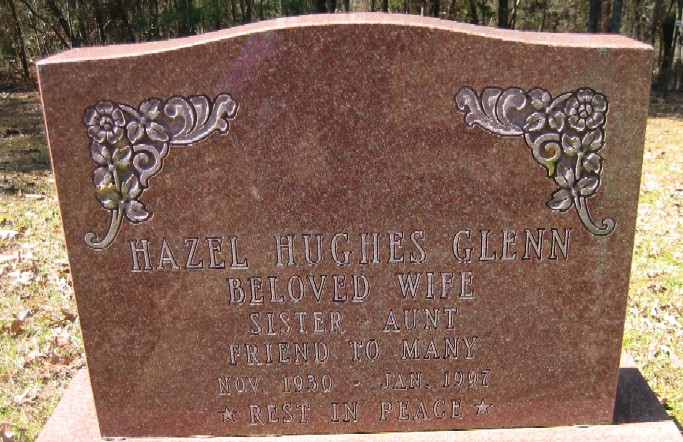 HAZEL HUGHES GLENN
BELOVED WIFE
SISTER AUNT
FRIEND TO MANY
NOV. 1930 - JAN. 1997
★ REST IN PEACE ★